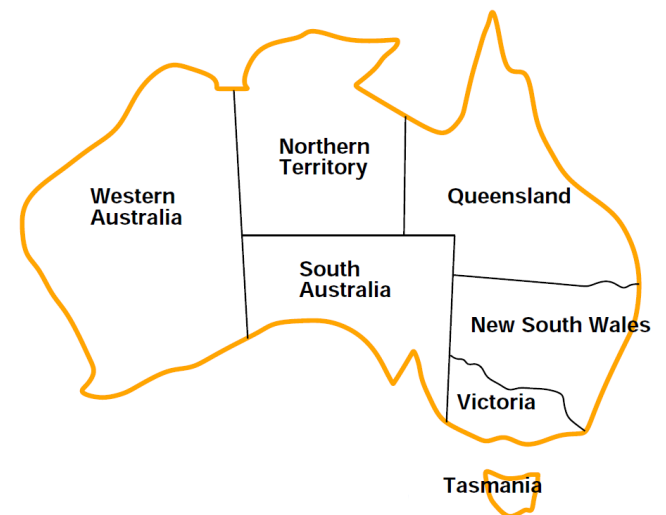 Northern
Territory
Western
Australia
Queensland
South
Australia
New South Wales
Victoria
Tasmania